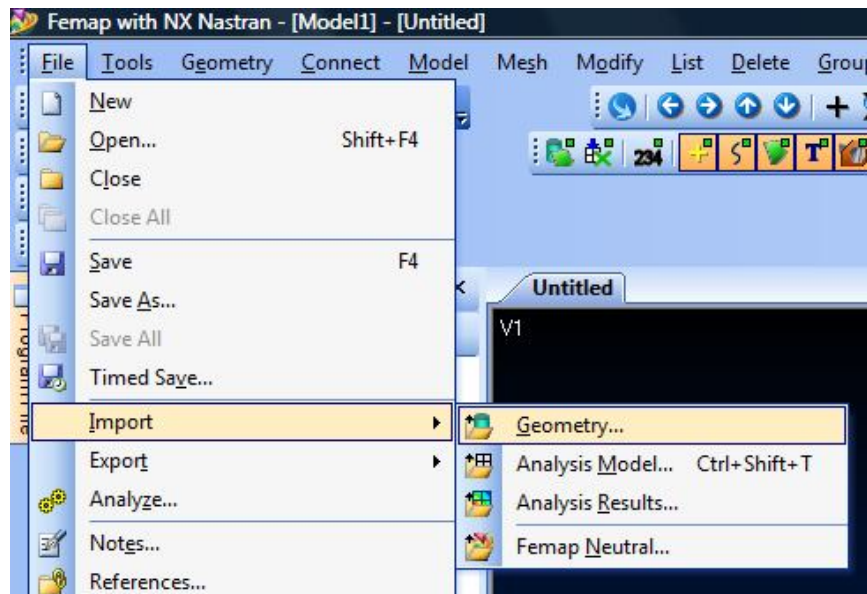 Femap with NX Nastran - [Model1] - [Untitled]
File Tools Geometry Connect Model Mesh Modify List Delete Group
New
Open... Shift+F4
Close
Close All
234 T
Save F4
Save As...
Untitled
Save All
V1
Timed Save...
Import
Geometry...
Export
Analysis Model... Ctrl+Shift+T
Analyze...
Analysis Results...
Notes...
Femap Neutral...
References...